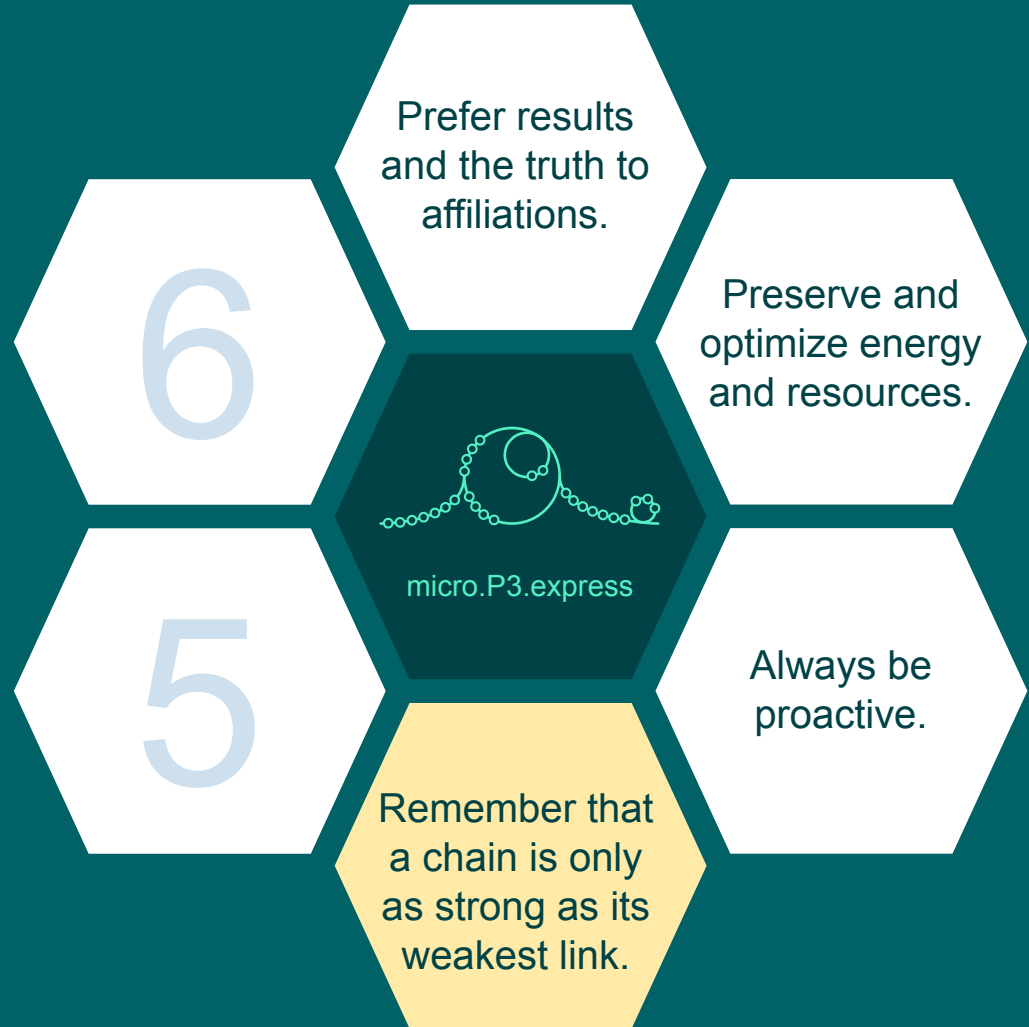 Prefer results
and the truth to
affiliations.
Preserve and
optimize energy
and resources.
Always be
proactive.
Remember that
a chain is only
as strong as its
weakest link.
5
6
micro.P3.express